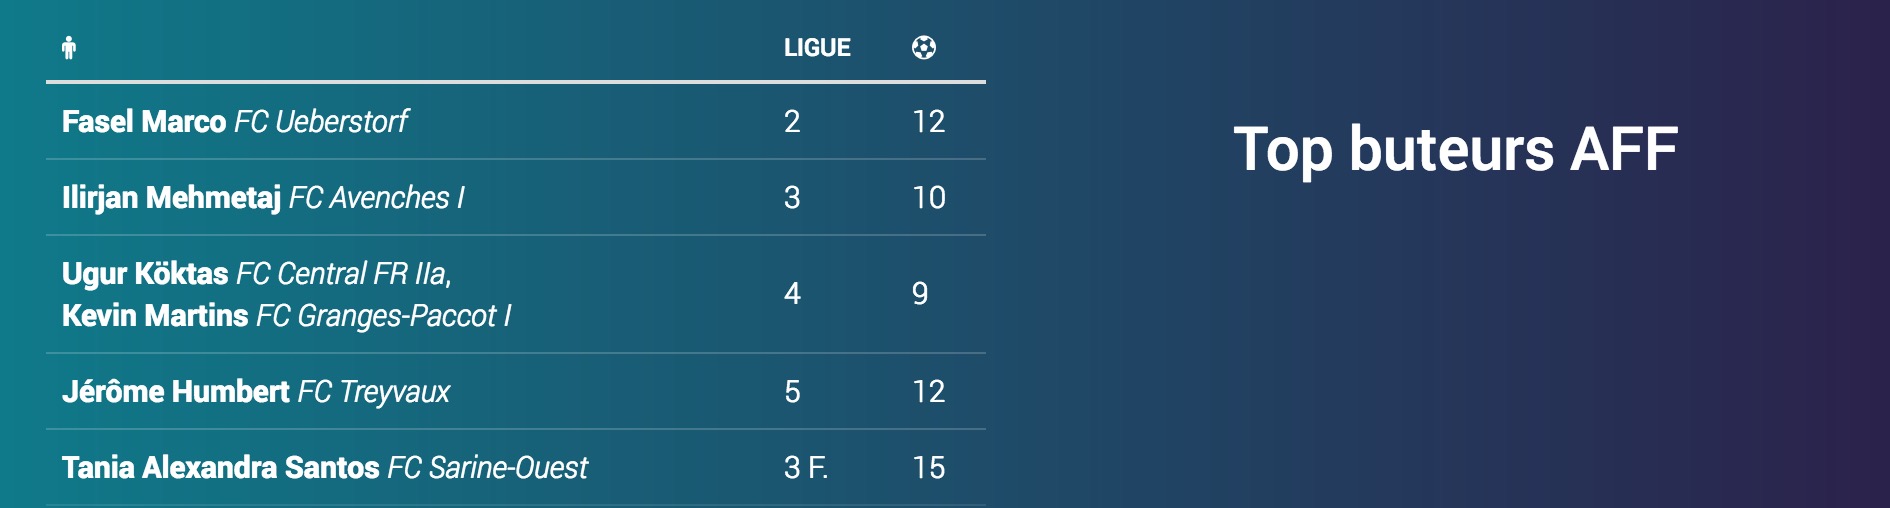 LIGUE
Fasel Marco FC Ueberstorf 2 12
Ilirjan Mehmetaj FC Avenches I 3 10
Ugur Köktas FC Central FR IIa,
Kevin Martins FC Granges-Paccot I 4 9
Jérôme Humbert FC Treyvaux 5 12
Tania Alexandra Santos FC Sarine-Ouest 3 F. 15
Top buteurs AFF